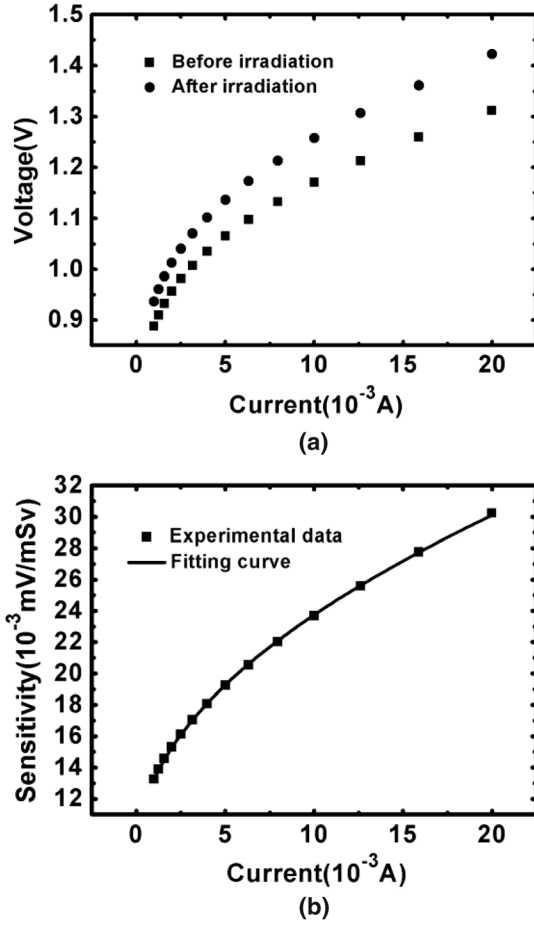 1.5
1.4
1.3
1.2
1.1
1.0
0.9
Voltage(V)
Before irradiation
After irradiation
0 5 10 15 20
Current(10⁻³A)
(a)
32
30
28
26
24
22
20
18
16
14
12
Sensitivity(10⁻³mV/mSv)
Experimental data
Fitting curve
0 5 10 15 20
Current(10⁻³A)
(b)